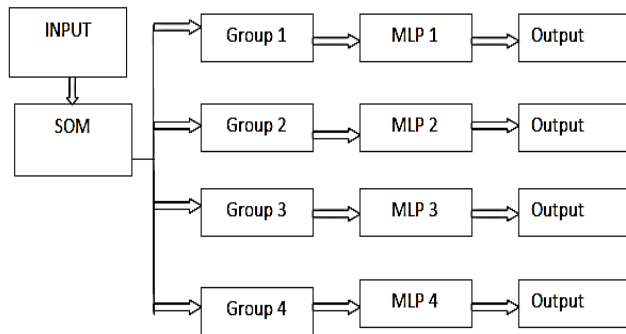 INPUT
SOM
Group 1
MLP 1
Output
Group 2
MLP 2
Output
Group 3
MLP 3
Output
Group 4
MLP 4
Output